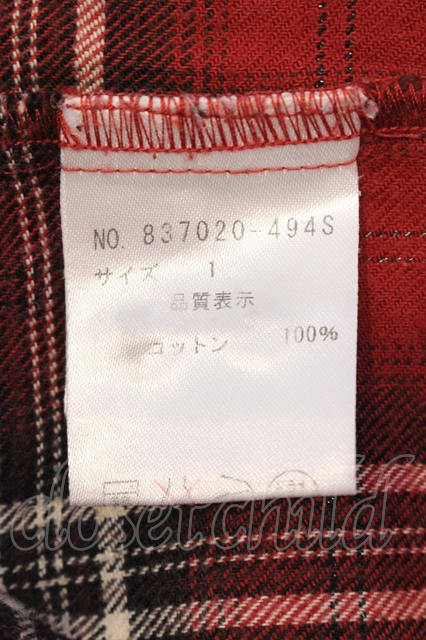 NO. 837020-494S
サイズ 1
品質表示
コットン 100%
closet child